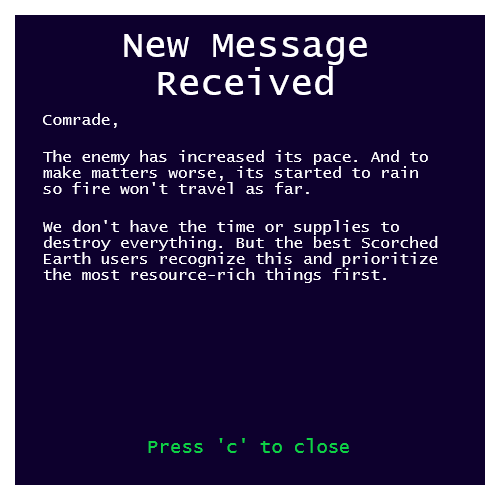 New Message
Received
Comrade,
The enemy has increased its pace. And to
make matters worse, its started to rain
so fire won't travel as far.
We don't have the time or supplies to
destroy everything. But the best Scorched
Earth users recognize this and prioritize
the most resource-rich things first.
Press 'c' to close